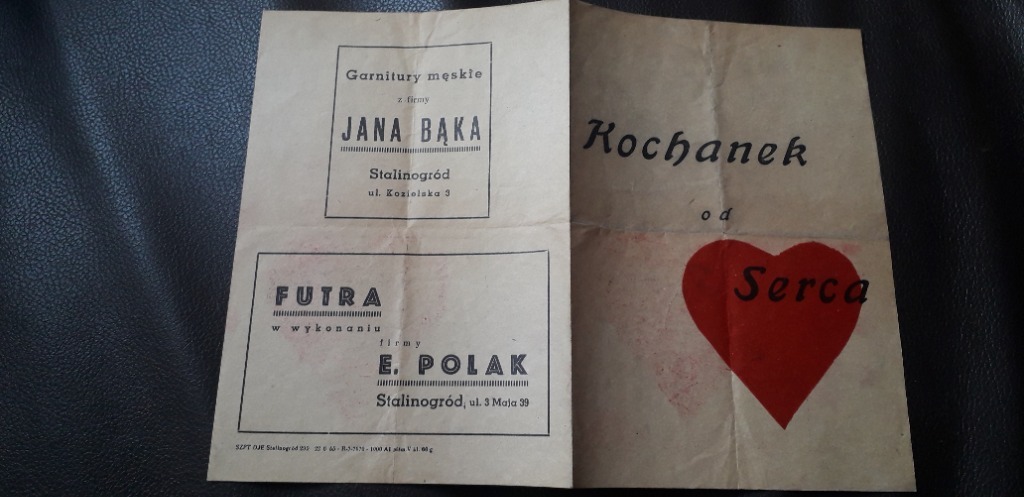 Garnitury męskie
z firmy
JANA BĄKA
Stalinogród
ul. Kozielska 3
FUTRA
w wykonaniu
firmy
E. POLAK
Stalinogród, ul. 3 Maja 39
Stalinogród
Kochanek
od
Serca